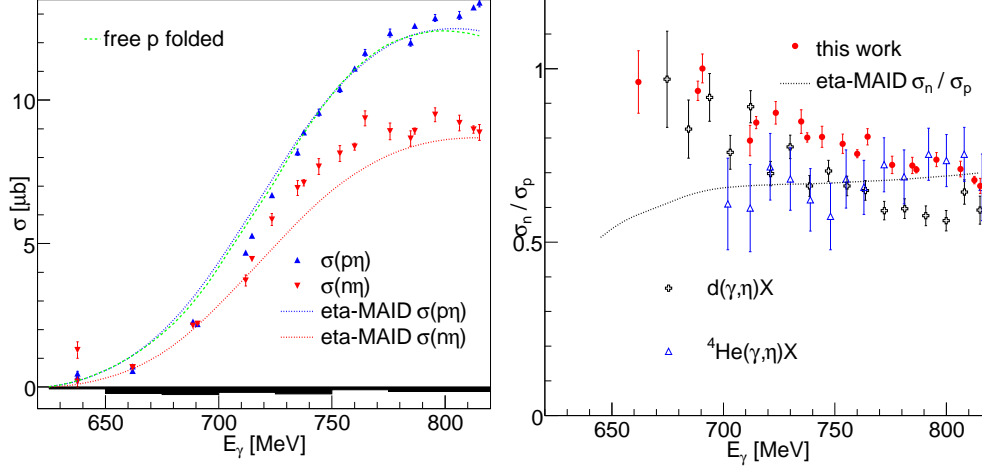 free p folded
σ [μb]
10
5
0
σ(pη)
σ(nη)
eta-MAID σ(pη)
eta-MAID σ(nη)
650
700
750
800
E_γ [MeV]
this work
eta-MAID σ_n / σ_p
σ_n / σ_p
1
0.5
0
d(γ,η)X
⁴He(γ,η)X
650
700
750
800
E_γ [MeV]